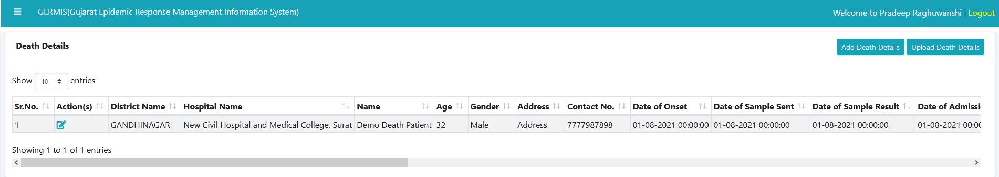 GERMIS(Gujarat Epidemic Response Management Information System)
Welcome to Pradeep Raghuwanshi | Logout
Death Details
Add Death Details Upload Death Details
Show 10 entries
Sr.No. Action(s) District Name Hospital Name Name Age Gender Address Contact No. Date of Onset Date of Sample Sent Date of Sample Result Date of Admissi
1 GANDHINAGAR New Civil Hospital and Medical College, Surat Demo Death Patient 32 Male Address 7777987898 01-08-2021 00:00:00 01-08-2021 00:00:00 01-08-2021 00:00:00 01-08-2021 00:00
Showing 1 to 1 of 1 entries